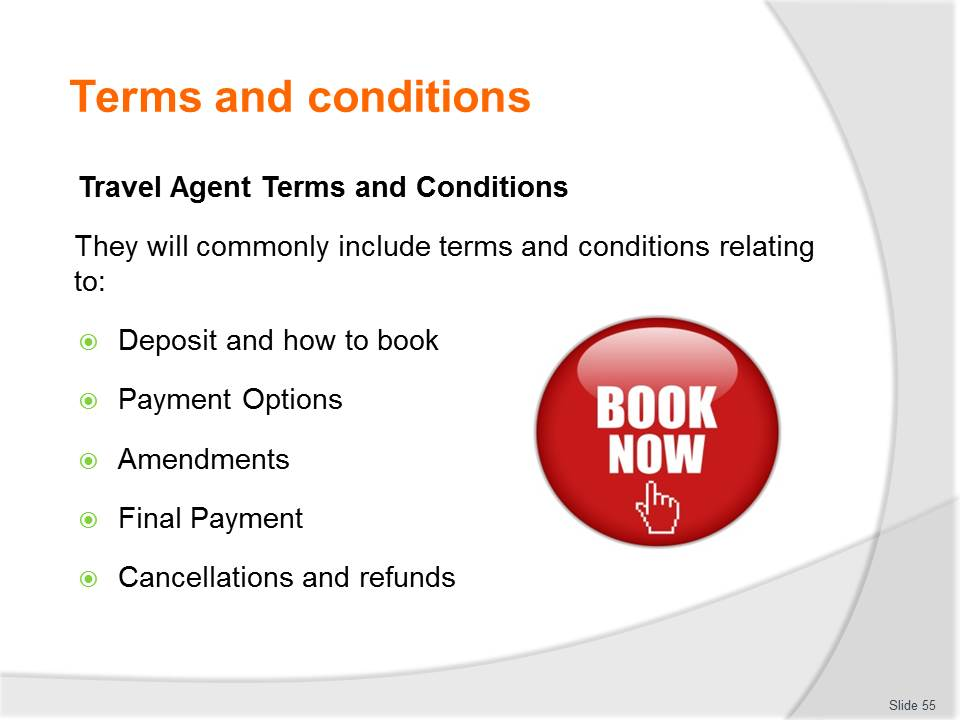 Terms and conditions
Travel Agent Terms and Conditions
They will commonly include terms and conditions relating
to:
Deposit and how to book
Payment Options
Amendments
Final Payment
Cancellations and refunds
BOOK
NOW
Slide 55